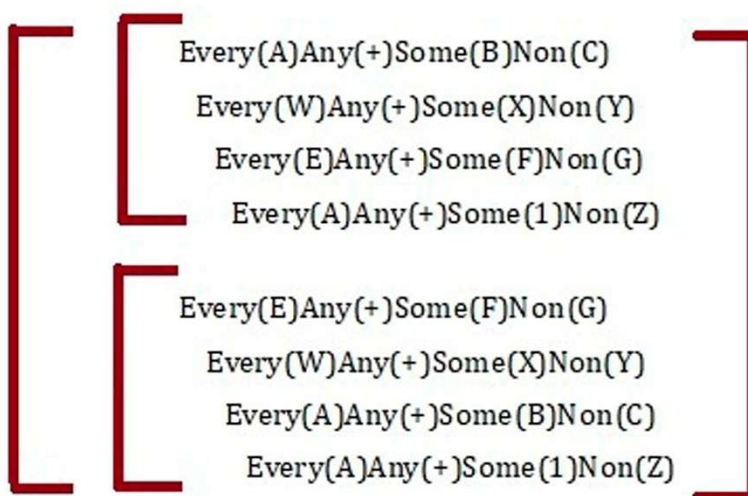 Every(A)Any(+)Some(B)Non(C)
Every(W)Any(+)Some(X)Non(Y)
Every(E)Any(+)Some(F)Non(G)
Every(A)Any(+)Some(1)Non(Z)
Every(E)Any(+)Some(F)Non(G)
Every(W)Any(+)Some(X)Non(Y)
Every(A)Any(+)Some(B)Non(C)
Every(A)Any(+)Some(1)Non(Z)